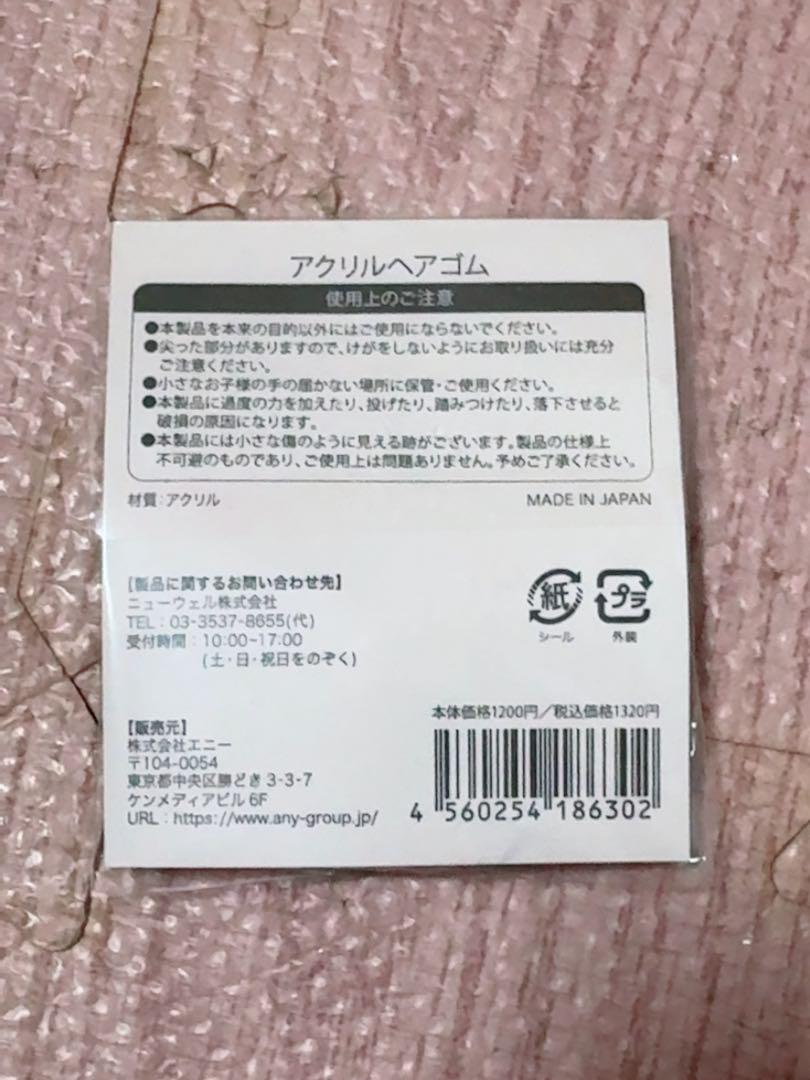 アクリルヘアゴム
使用上のご注意
●本製品を本来の目的以外にはご使用にならないでください。
●尖った部分がありますので、けがをしないようにお取り扱いには充分
ご注意ください。
●小さなお子様の手の届かない場所に保管・ご使用ください。
●本製品に過度の力を加えたり、投げたり、踏みつけたり、落下させると
破損の原因になります。
●本製品には小さな傷のように見える跡がございます。製品の仕様上
不可避のものであり、ご使用上は問題ありません。予めご了承ください。
材質：アクリル
MADE IN JAPAN
【製品に関するお問い合わせ先】
ニューウェル株式会社
TEL：03-3537-8655(代)
受付時間：10:00~17:00
(土・日・祝日をのぞく)
紙
シール
プラ
外装
【販売元】
株式会社エニー
〒104-0054
東京都中央区勝どき3-3-7
ケンメディアビル6F
URL：https://www.any-group.jp/
本体価格1200円／税込価格1320円
4 560254 186302